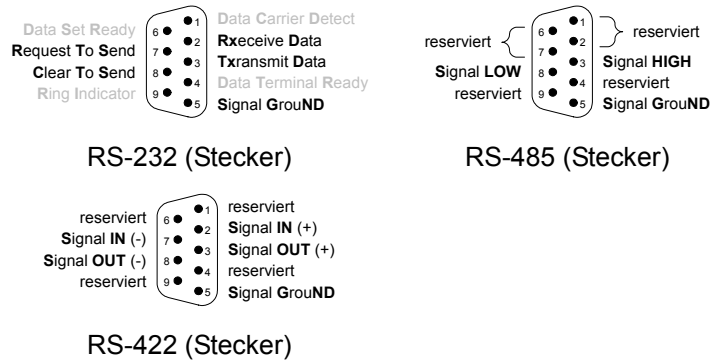 Data Set Ready
Request To Send
Clear To Send
Ring Indicator
6
7
8
9
1
2
3
4
5
Data Carrier Detect
Rxeceive Data
Txransmit Data
Data Terminal Ready
Signal GrouND
RS-232 (Stecker)
reserviert
Signal LOW
reserviert
6
7
8
9
1
2
3
4
5
reserviert
Signal HIGH
reserviert
Signal GrouND
RS-485 (Stecker)
reserviert
Signal IN (-)
Signal OUT (-)
reserviert
6
7
8
9
1
2
3
4
5
reserviert
Signal IN (+)
Signal OUT (+)
reserviert
Signal GrouND
RS-422 (Stecker)